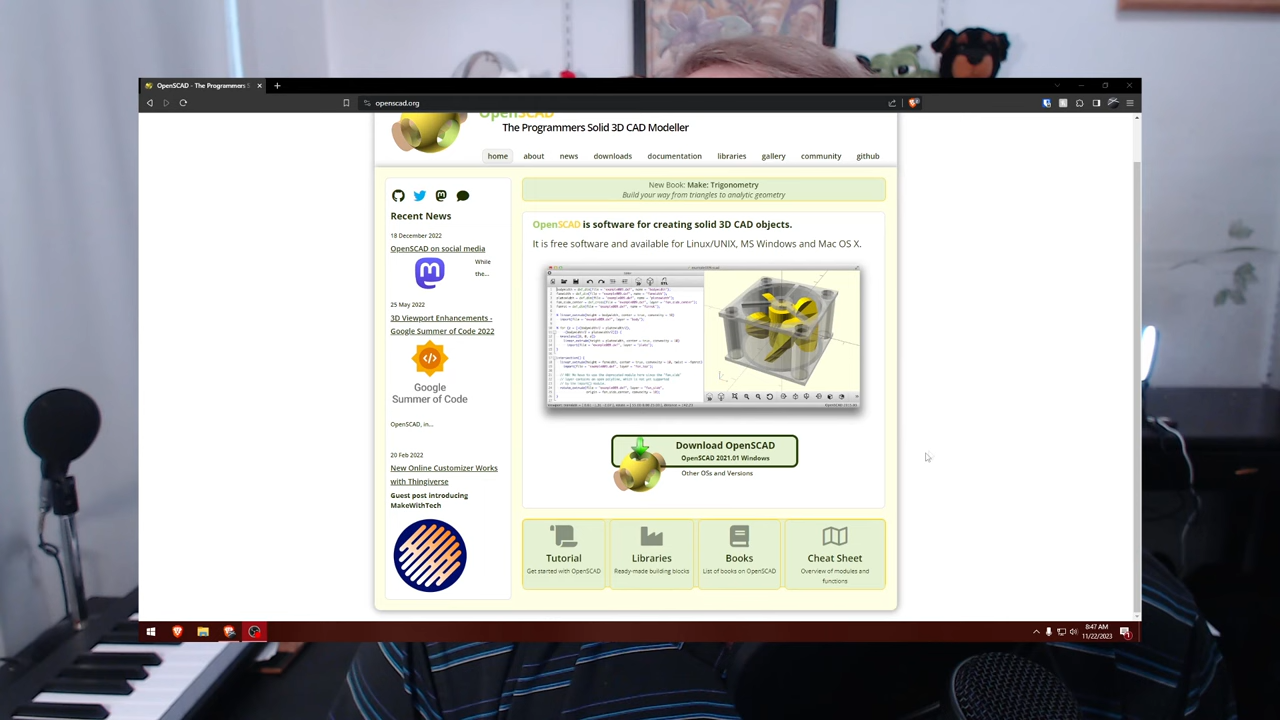 OpenSCAD - The Programmers S
openscad.org
OpenSCAD
The Programmers Solid 3D CAD Modeller
home about news downloads documentation libraries gallery community github
Recent News
18 December 2022
OpenSCAD on social media
While
the...
25 May 2022
3D Viewport Enhancements -
Google Summer of Code 2022
Google
Summer of Code
OpenSCAD, in...
20 Feb 2022
New Online Customizer Works
with Thingiverse
Guest post introducing
MakeWithTech
New Book: Make: Trigonometry
Build your way from triangles to analytic geometry
OpenSCAD is software for creating solid 3D CAD objects.
It is free software and available for Linux/UNIX, MS Windows and Mac OS X.
Download OpenSCAD
OpenSCAD 2021.01 Windows
Other OSs and Versions
Tutorial
Get started with OpenSCAD
Libraries
Ready-made building blocks
Books
List of books on OpenSCAD
Cheat Sheet
Overview of modules and
functions
8:47 AM
11/22/2023